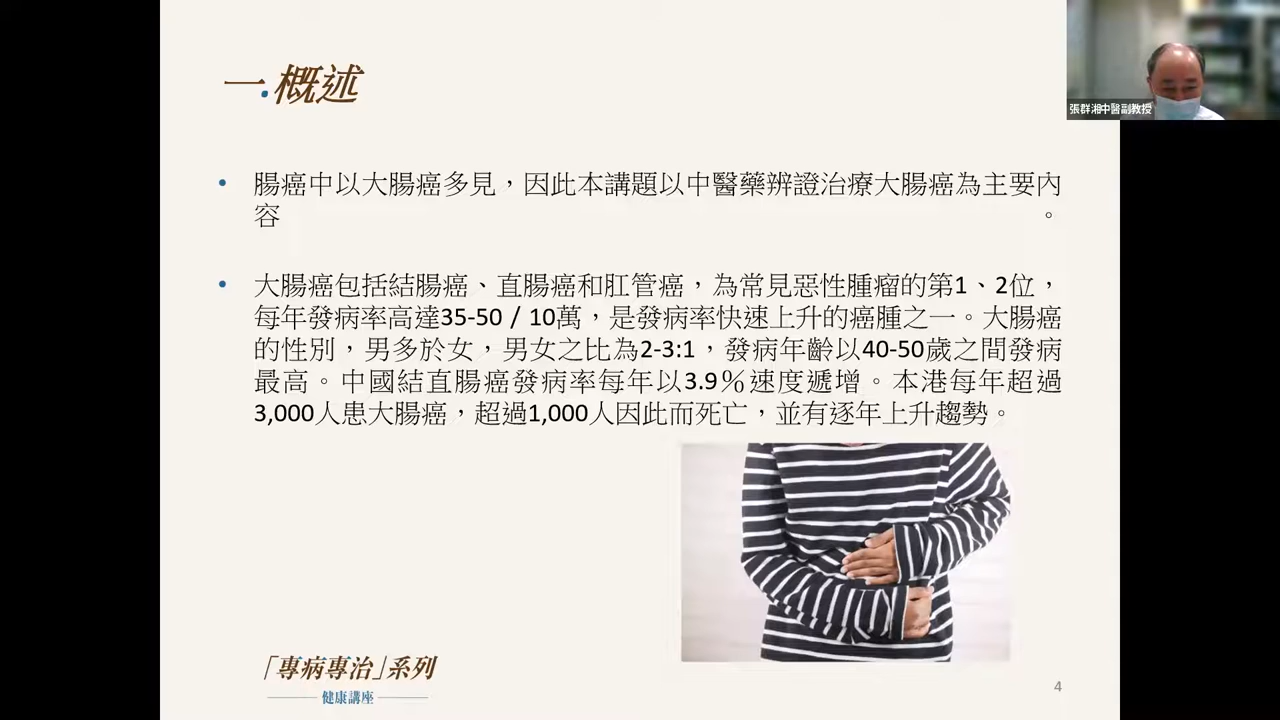 一.概述
張群湘中醫副教授
• 腸癌中以大腸癌多見，因此本講題以中醫藥辨證治療大腸癌為主要內
容。
• 大腸癌包括結腸癌、直腸癌和肛管癌，為常見惡性腫瘤的第1、2位，
每年發病率高達35-50 / 10萬，是發病率快速上升的癌腫之一。大腸癌
的性別，男多於女，男女之比為2-3:1，發病年齡以40-50歲之間發病
最高。中國結直腸癌發病率每年以3.9％速度遞增。本港每年超過
3,000人患大腸癌，超過1,000人因此而死亡，並有逐年上升趨勢。
「專病專治」系列
健康講座
4